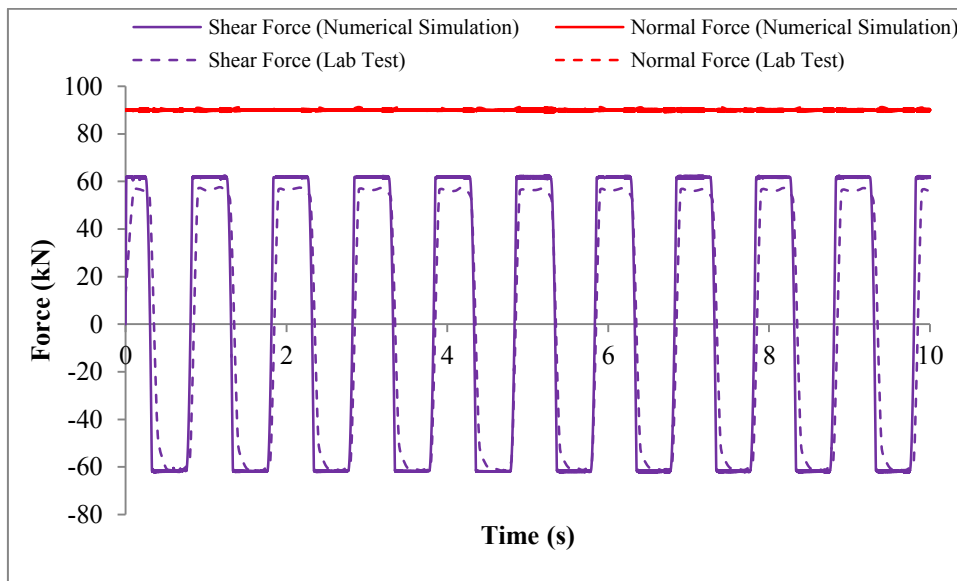 Shear Force (Numerical Simulation) Normal Force (Numerical Simulation)
Shear Force (Lab Test) Normal Force (Lab Test)
100
80
60
40
20
0
-20
-40
-60
-80
0 2 4 6 8 10
Force (kN)
Time (s)